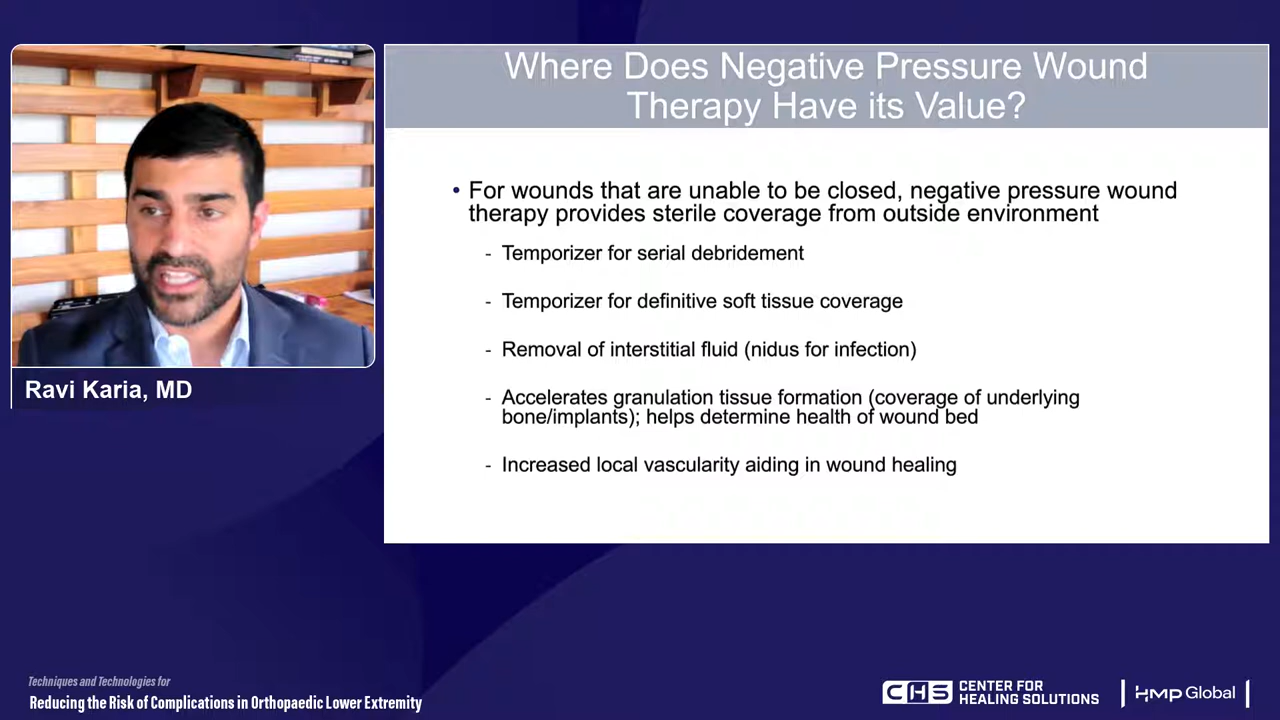 Where Does Negative Pressure Wound
Therapy Have its Value?
• For wounds that are unable to be closed, negative pressure wound
therapy provides sterile coverage from outside environment
- Temporizer for serial debridement
- Temporizer for definitive soft tissue coverage
- Removal of interstitial fluid (nidus for infection)
- Accelerates granulation tissue formation (coverage of underlying
bone/implants); helps determine health of wound bed
- Increased local vascularity aiding in wound healing
Ravi Karia, MD
Techniques and Technologies for
Reducing the Risk of Complications in Orthopaedic Lower Extremity
CHS CENTER FOR
HEALING SOLUTIONS
HMP Global